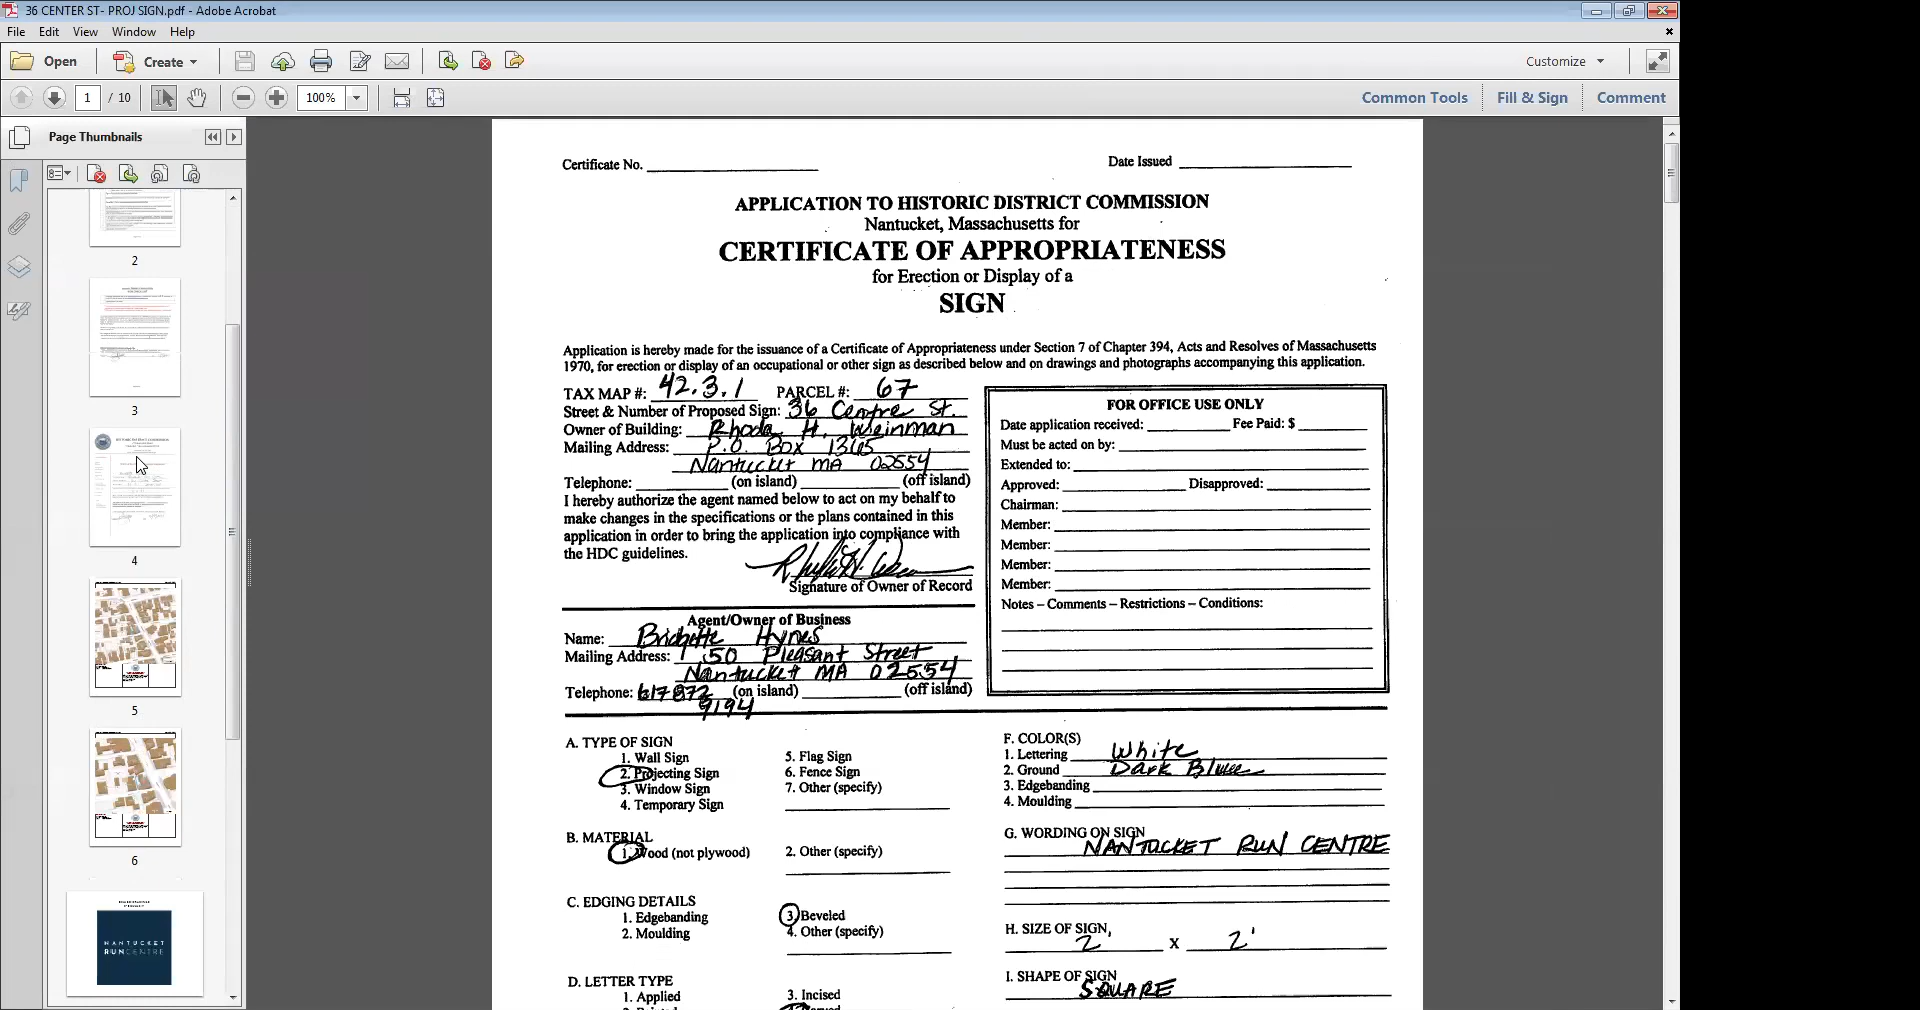 36 CENTER ST- PROJ SIGN.pdf - Adobe Acrobat
File Edit View Window Help
Open Create Customize
1 / 10 100% Common Tools Fill & Sign Comment
Page Thumbnails
2
3
4
5
6
NANTUCKET
RUNCENTRE
Certificate No. Date Issued
APPLICATION TO HISTORIC DISTRICT COMMISSION
Nantucket, Massachusetts for
CERTIFICATE OF APPROPRIATENESS
for Erection or Display of a
SIGN
Application is hereby made for the issuance of a Certificate of Appropriateness under Section 7 of Chapter 394, Acts and Resolves of Massachusetts
1970, for erection or display of an occupational or other sign as described below and on drawings and photographs accompanying this application.
TAX MAP #: 42.3.1 PARCEL #: 67
Street & Number of Proposed Sign: 36 Centre St.
Owner of Building: Rhoda H. Weinman
Mailing Address: P.O. Box 1365
Nantucket MA 02554
Telephone: (on island) (off island)
I hereby authorize the agent named below to act on my behalf to
make changes in the specifications or the plans contained in this
application in order to bring the application into compliance with
the HDC guidelines.
Signature of Owner of Record
FOR OFFICE USE ONLY
Date application received: Fee Paid: $
Must be acted on by:
Extended to:
Approved: Disapproved:
Chairman:
Member:
Member:
Member:
Member:
Notes – Comments – Restrictions – Conditions:
Agent/Owner of Business
Name: Bridgette Hynes
Mailing Address: 50 Pleasant Street
Nantucket MA 02554
Telephone: 617 872 (on island) (off island)
9194
A. TYPE OF SIGN
1. Wall Sign
2. Projecting Sign
3. Window Sign
4. Temporary Sign
5. Flag Sign
6. Fence Sign
7. Other (specify)
B. MATERIAL
1. Wood (not plywood)
2. Other (specify)
C. EDGING DETAILS
1. Edgebanding
2. Moulding
3. Beveled
4. Other (specify)
D. LETTER TYPE
1. Applied
3. Incised
F. COLOR(S)
1. Lettering White
2. Ground Dark Blue
3. Edgebanding
4. Moulding
G. WORDING ON SIGN
NANTUCKET RUN CENTRE
H. SIZE OF SIGN
2' X 2'
I. SHAPE OF SIGN
SQUARE